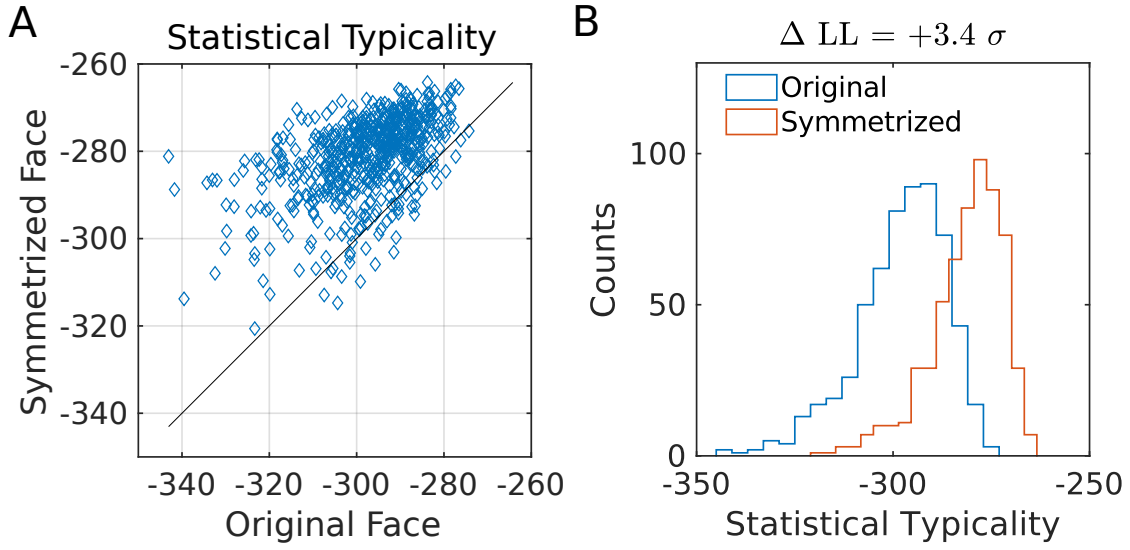 A
Statistical Typicality
-260
-280
-300
-320
-340
Symmetrized Face
-340
-320
-300
-280
-260
Original Face
B
Δ LL = +3.4 σ
Original
Symmetrized
100
50
0
Counts
-350
-300
-250
Statistical Typicality